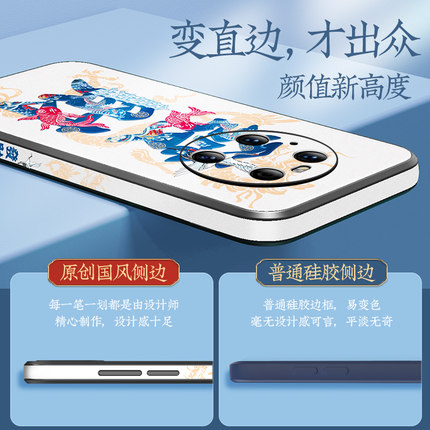 变直边，才出众
颜值新高度
原创国风侧边
每一笔一划都是由设计师
精心制作，设计感十足
普通硅胶侧边
普通硅胶边框，易变色
毫无设计感可言，平淡无奇